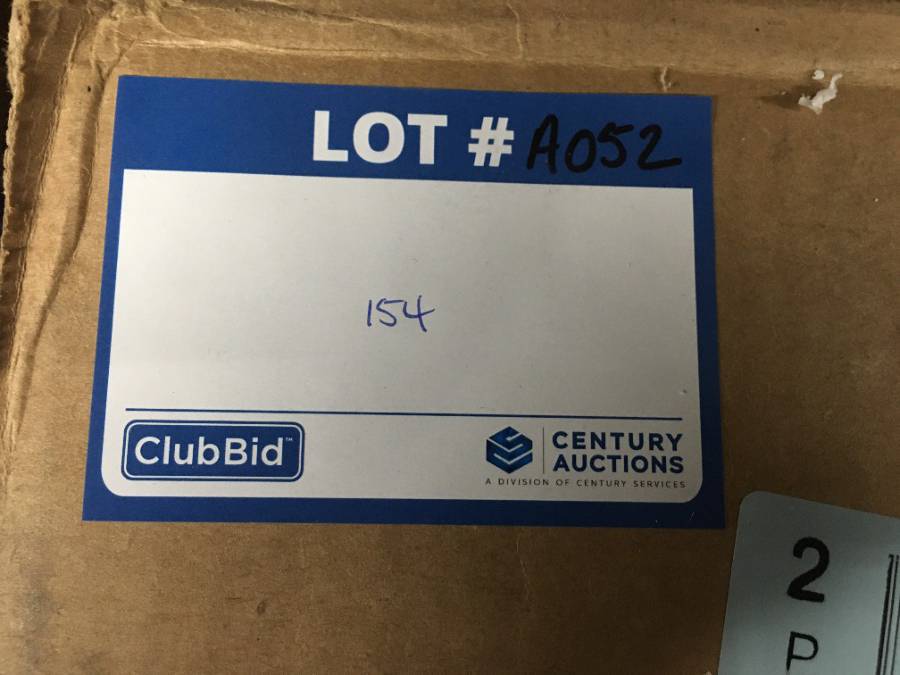 LOT # A052
154
ClubBid™
CENTURY
AUCTIONS
A DIVISION OF CENTURY SERVICES
2
P